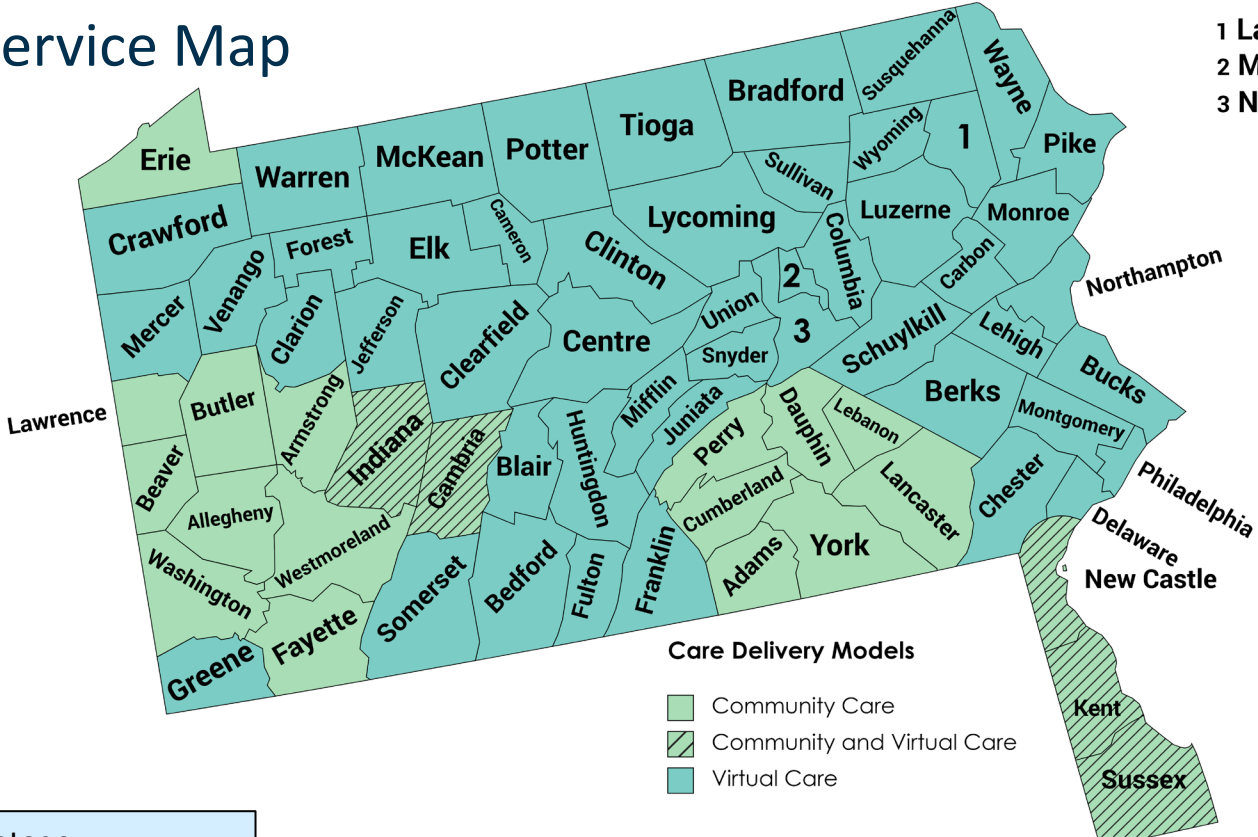 ervice Map
1 La
2 M
3 N
Susquehanna
Wayne
Bradford
Tioga
Wyoming
1
Pike
Potter
McKean
Erie
Warren
Sullivan
Luzerne
Monroe
Lycoming
Crawford
Cameron
Columbia
Forest
Elk
Clinton
Carbon
Northampton
Venango
2
Union
Mercer
Clarion
Jefferson
Clearfield
Centre
3
Schuylkill
Lehigh
Snyder
Bucks
Berks
Mifflin
Juniata
Lawrence
Butler
Armstrong
Indiana
Cambria
Blair
Huntingdon
Perry
Dauphin
Lebanon
Montgomery
Beaver
Allegheny
Cumberland
Lancaster
Chester
Philadelphia
Westmoreland
Washington
Somerset
Bedford
Fulton
Franklin
Adams
York
Delaware
New Castle
Fayette
Greene
Care Delivery Models
Community Care
Community and Virtual Care
Virtual Care
Kent
Sussex